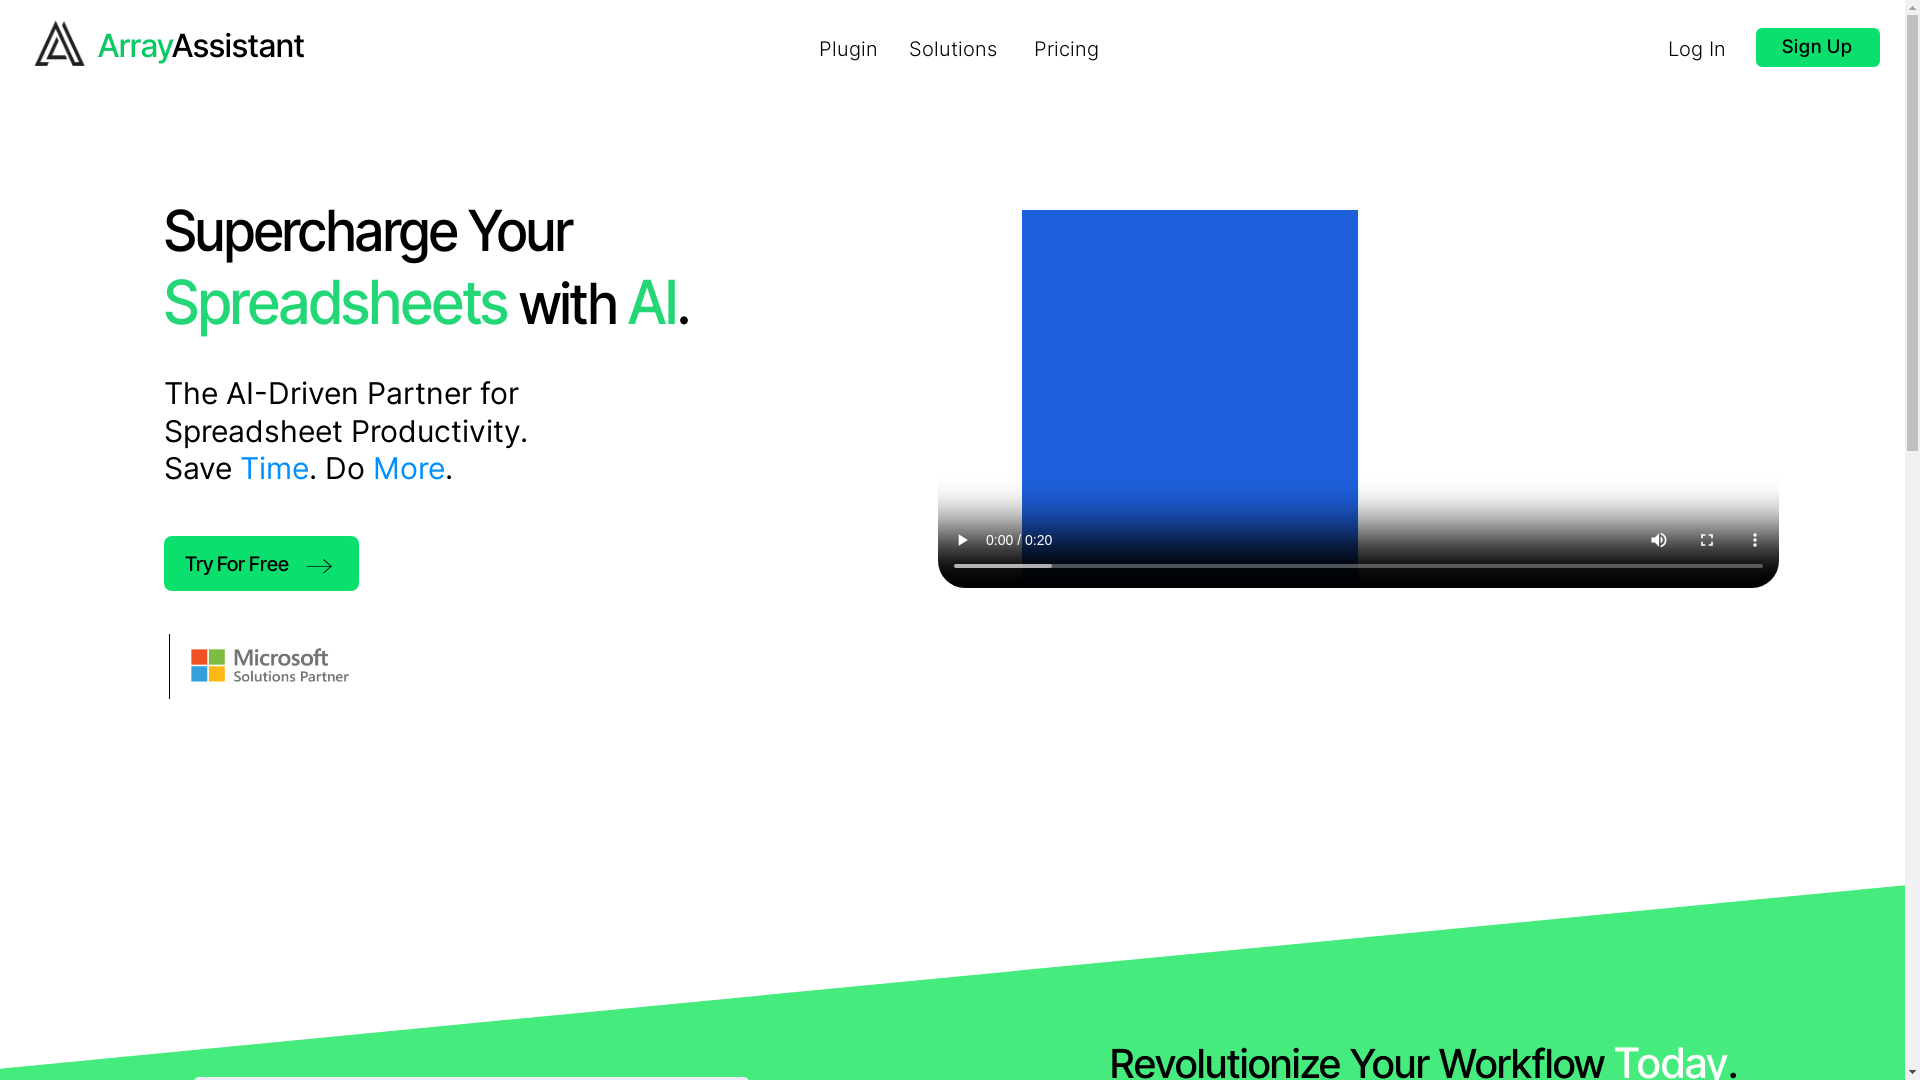 ArrayAssistant
Plugin
Solutions
Pricing
Log In
Sign Up
Supercharge Your
Spreadsheets with AI.
The AI-Driven Partner for
Spreadsheet Productivity.
Save Time. Do More.
Try For Free
Microsoft
Solutions Partner
0:00 / 0:20
Revolutionize Your Workflow Today.